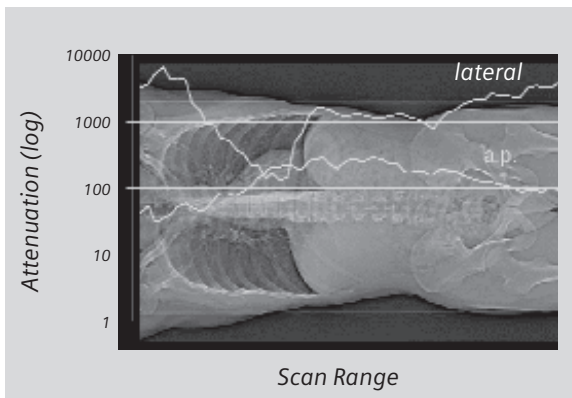 10000
lateral
1000
a.p.
100
10
1
Attenuation (log)
Scan Range